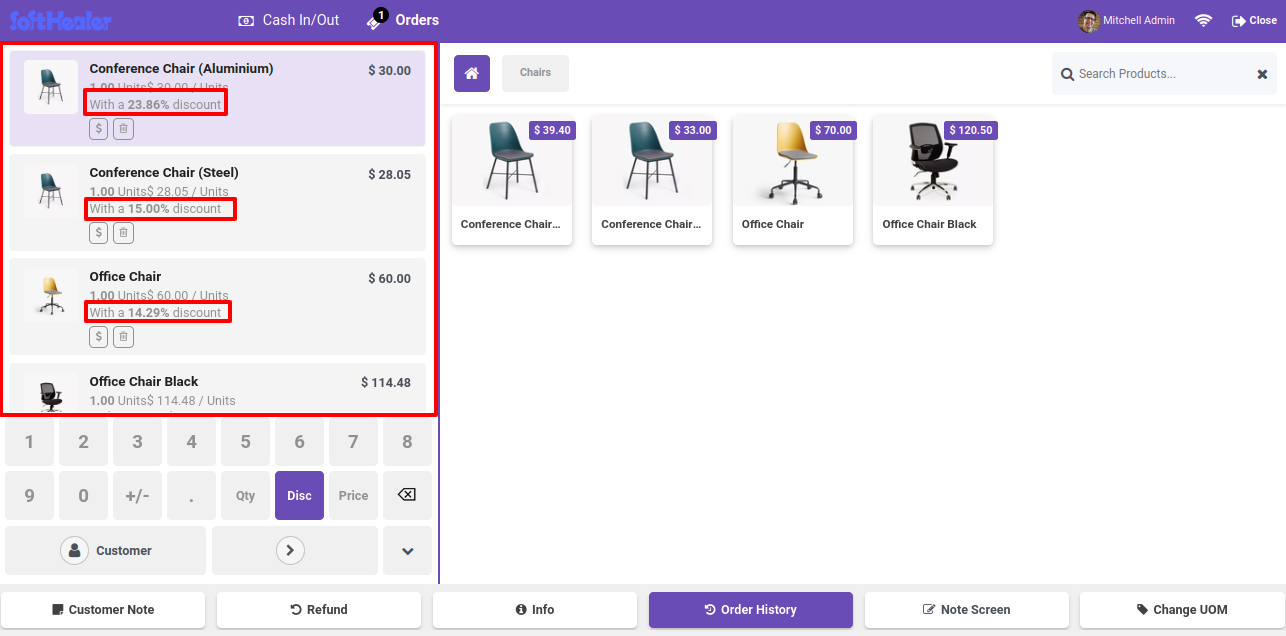 SoftHealer
Cash In/Out
1
Orders
Mitchell Admin
Close
Conference Chair (Aluminium)
$ 30.00
1.00 Units$ 30.00 / Units
With a 23.86% discount
$
Conference Chair (Steel)
$ 28.05
1.00 Units$ 28.05 / Units
With a 15.00% discount
$
Office Chair
$ 60.00
1.00 Units$ 60.00 / Units
With a 14.29% discount
$
Office Chair Black
$ 114.48
1.00 Units$ 114.48 / Units
Chairs
Search Products...
$ 39.40
$ 33.00
$ 70.00
$ 120.50
Conference Chair...
Conference Chair...
Office Chair
Office Chair Black
1 2 3 4 5 6 7 8
9 0 +/- . Qty Disc Price
Customer
Customer Note
Refund
Info
Order History
Note Screen
Change UOM